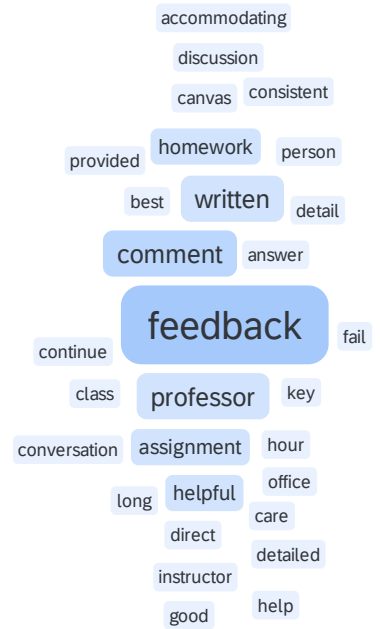 accommodating
discussion
canvas
consistent
homework
person
provided
best
written
detail
comment
answer
feedback
fail
continue
class
professor
key
conversation
assignment
hour
long
helpful
office
care
direct
detailed
instructor
good
help